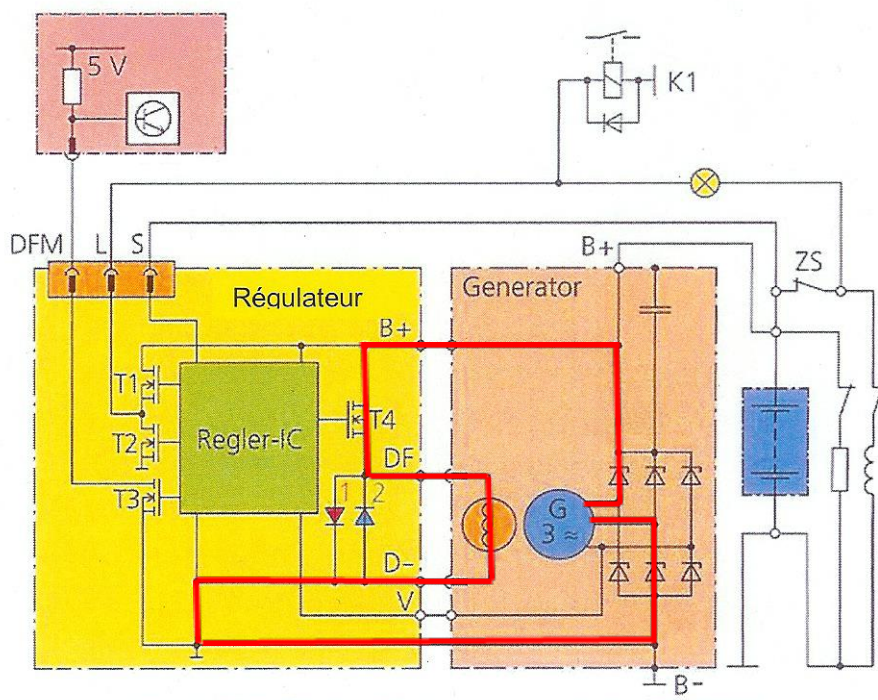 5 V
K1
DFM L S
B+
ZS
Régulateur
Generator
B+
T1
T4
Regler-IC
T2
DF
T3
1 2
G
3 ≈
D-
V
B-